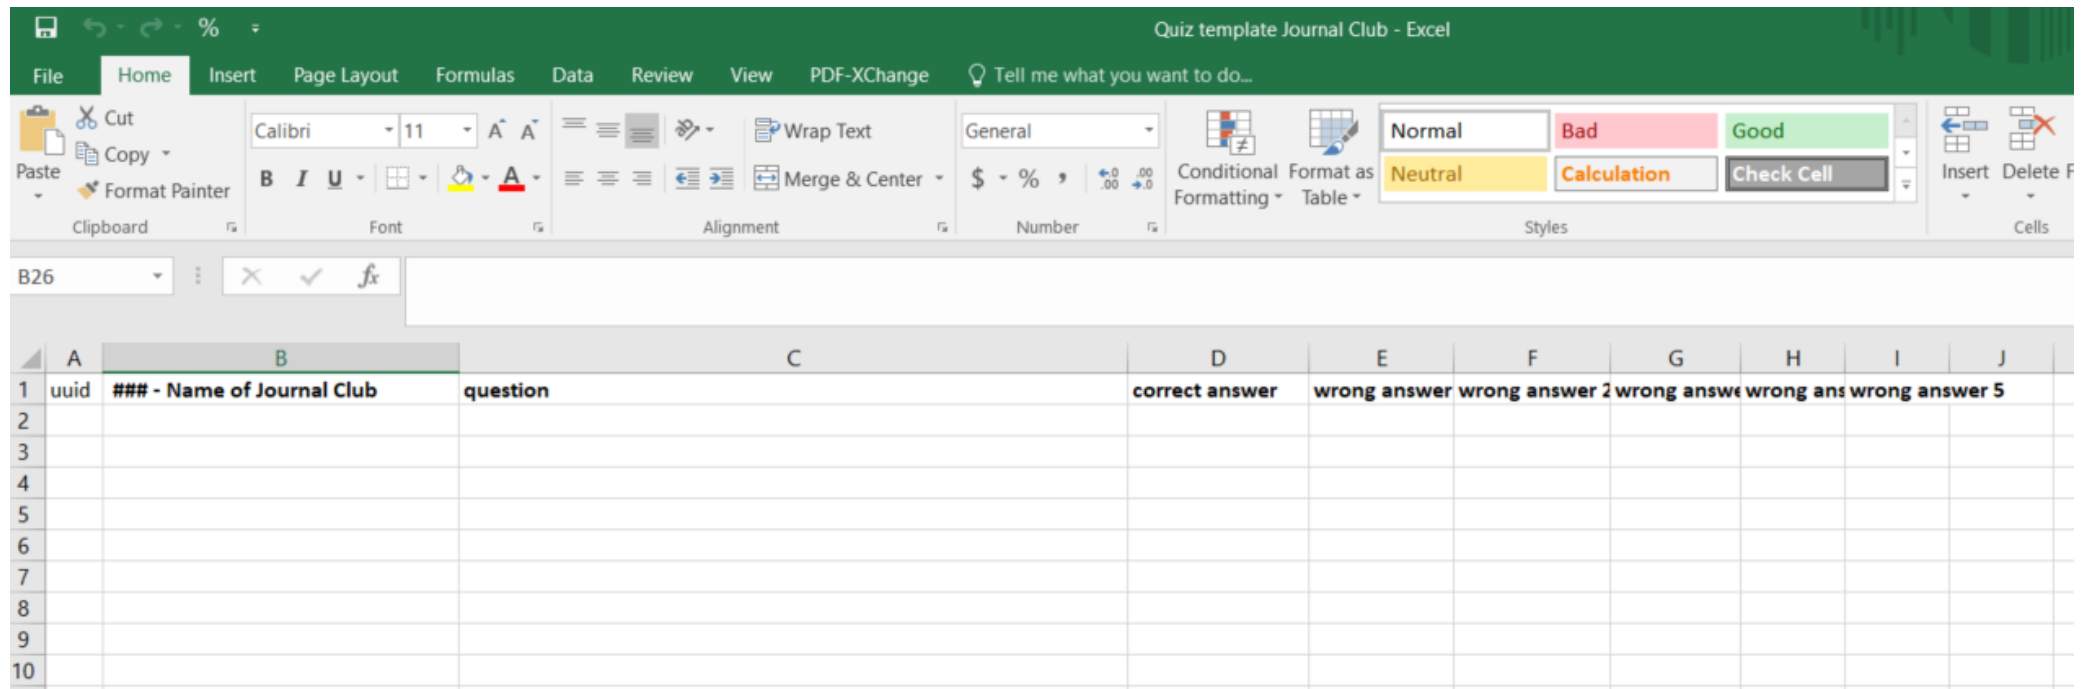 % Quiz template Journal Club - Excel
File Home Insert Page Layout Formulas Data Review View PDF-XChange Tell me what you want to do...
Cut
Copy
Format Painter
Paste
Clipboard
Calibri 11 A A
B I U A
Font
Wrap Text
Merge & Center
Alignment
General
$ % , .0 .00 .00 .0
Number
Conditional Formatting
Format as Table
Normal Bad Good
Neutral Calculation Check Cell
Styles
Insert Delete F
Cells
B26 fx
A B C D E F G H I J
1 uuid ### - Name of Journal Club question correct answer wrong answer wrong answer 2 wrong answe wrong ans wrong answer 5
2
3
4
5
6
7
8
9
10